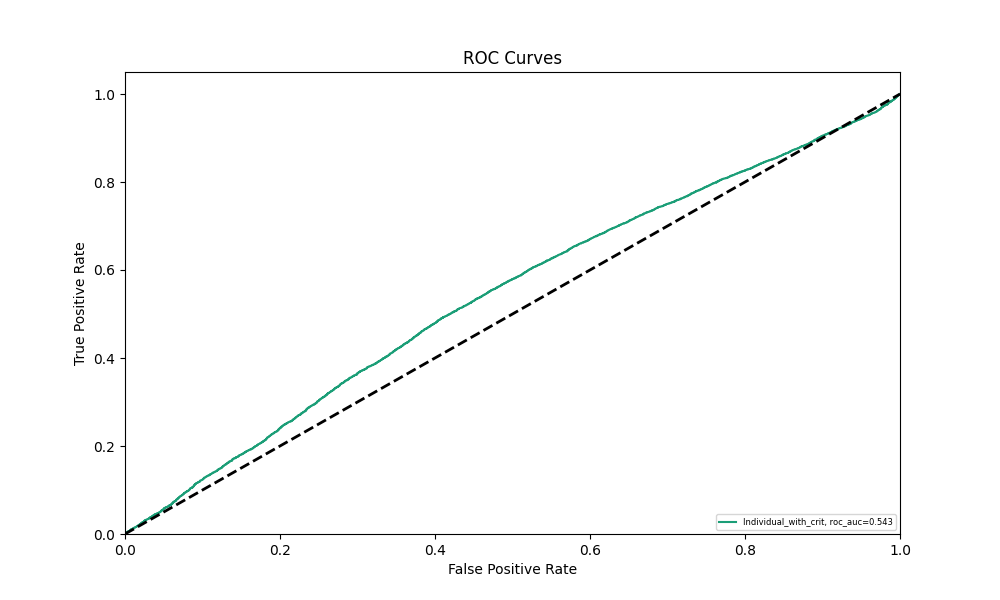 ROC Curves
True Positive Rate
1.0
0.8
0.6
0.4
0.2
0.0
0.0 0.2 0.4 0.6 0.8 1.0
False Positive Rate
Individual_with_crit, roc_auc=0.543